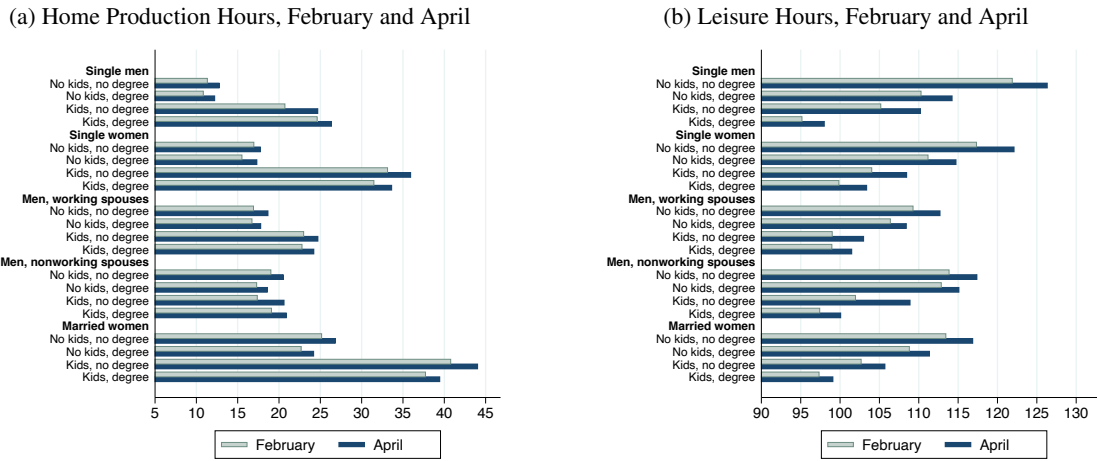 (a) Home Production Hours, February and April
Single men
No kids, no degree
No kids, degree
Kids, no degree
Kids, degree
Single women
No kids, no degree
No kids, degree
Kids, no degree
Kids, degree
Men, working spouses
No kids, no degree
No kids, degree
Kids, no degree
Kids, degree
Men, nonworking spouses
No kids, no degree
No kids, degree
Kids, no degree
Kids, degree
Married women
No kids, no degree
No kids, degree
Kids, no degree
Kids, degree
5 10 15 20 25 30 35 40 45
February April
(b) Leisure Hours, February and April
Single men
No kids, no degree
No kids, degree
Kids, no degree
Kids, degree
Single women
No kids, no degree
No kids, degree
Kids, no degree
Kids, degree
Men, working spouses
No kids, no degree
No kids, degree
Kids, no degree
Kids, degree
Men, nonworking spouses
No kids, no degree
No kids, degree
Kids, no degree
Kids, degree
Married women
No kids, no degree
No kids, degree
Kids, no degree
Kids, degree
90 95 100 105 110 115 120 125 130
February April